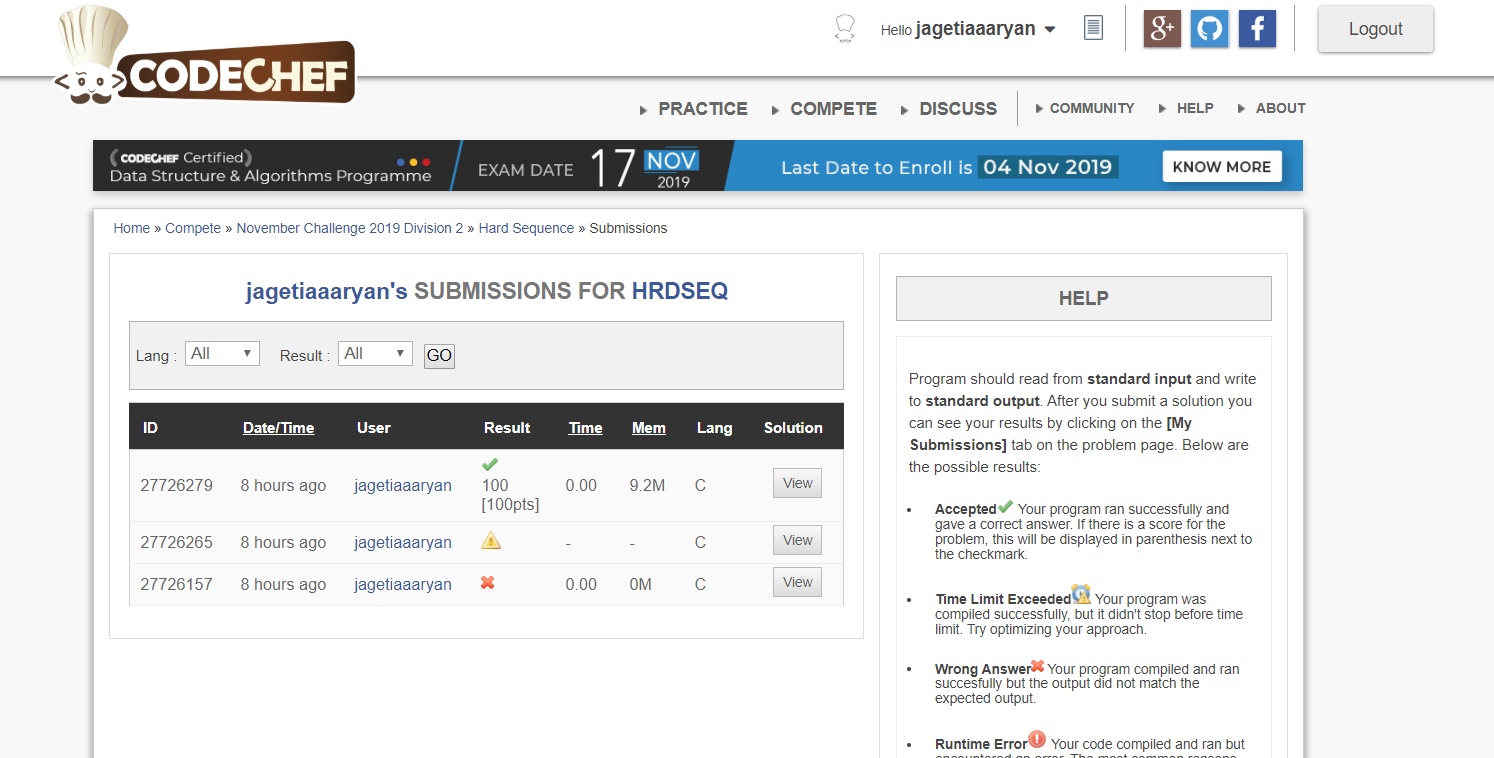 CODECHEF
Hello jagetiaaaryan
g+
f
Logout
PRACTICE COMPETE DISCUSS COMMUNITY HELP ABOUT
(CODECHEF Certified)
Data Structure & Algorithms Programme
EXAM DATE 17 NOV 2019
Last Date to Enroll is 04 Nov 2019
KNOW MORE
Home » Compete » November Challenge 2019 Division 2 » Hard Sequence » Submissions
jagetiaaaryan's SUBMISSIONS FOR HRDSEQ
Lang : All Result : All GO
ID Date/Time User Result Time Mem Lang Solution
27726279 8 hours ago jagetiaaaryan 100 [100pts] 0.00 9.2M C View
27726265 8 hours ago jagetiaaaryan - - C View
27726157 8 hours ago jagetiaaaryan 0.00 0M C View
HELP
Program should read from standard input and write
to standard output. After you submit a solution you
can see your results by clicking on the [My
Submissions] tab on the problem page. Below are
the possible results:
• Accepted Your program ran successfully and
gave a correct answer. If there is a score for the
problem, this will be displayed in parenthesis next to
the checkmark.
• Time Limit Exceeded Your program was
compiled successfully, but it didn't stop before time
limit. Try optimizing your approach.
• Wrong Answer Your program compiled and ran
succesfully but the output did not match the
expected output.
• Runtime Error Your code compiled and ran but
encountered an error. The most common reasons